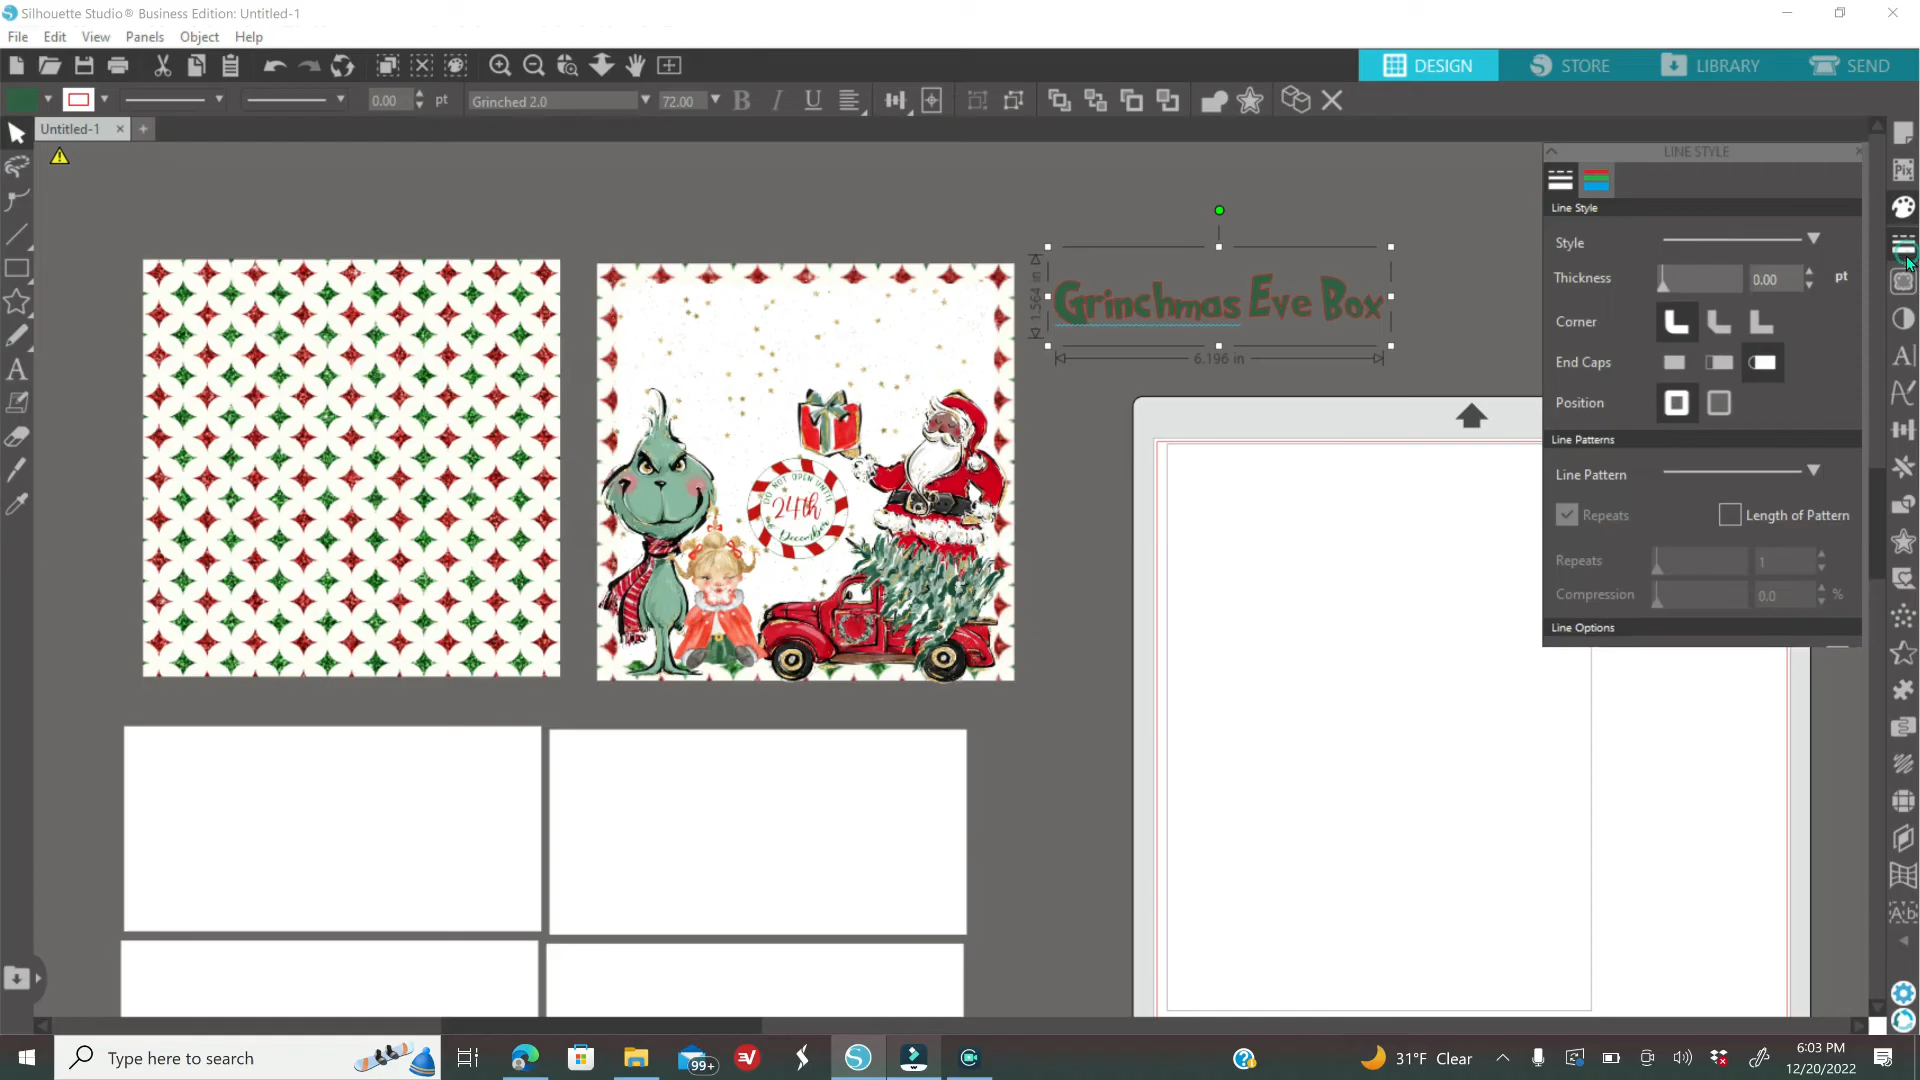 Silhouette Studio® Business Edition: Untitled-1
File Edit View Panels Object Help
DESIGN STORE LIBRARY SEND
0.00 pt Grinched 2.0 72.00 B I U
Untitled-1
Pix
LINE STYLE
Line Style
Style
Thickness 0.00 pt
Corner
End Caps
Position
Line Patterns
Line Pattern
Repeats Length of Pattern
Repeats 1
Compression 0.0 %
Line Options
Grinchmas Eve Box
1.564 in
6.196 in
DO NOT OPEN UNTIL
24th
December
Type here to search
99+
31°F Clear
6:03 PM
12/20/2022